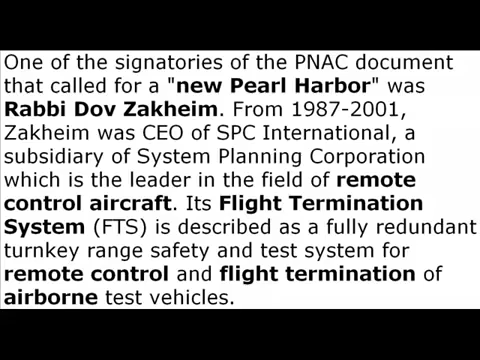 One of the signatories of the PNAC document
that called for a "new Pearl Harbor" was
Rabbi Dov Zakheim. From 1987-2001,
Zakheim was CEO of SPC International, a
subsidiary of System Planning Corporation
which is the leader in the field of remote
control aircraft. Its Flight Termination
System (FTS) is described as a fully redundant
turnkey range safety and test system for
remote control and flight termination of
airborne test vehicles.